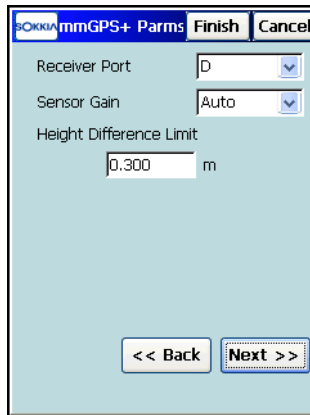 SOKKIA mmGPS+ Parms Finish Cancel
Receiver Port D
Sensor Gain Auto
Height Difference Limit
0.300 m
<< Back Next >>